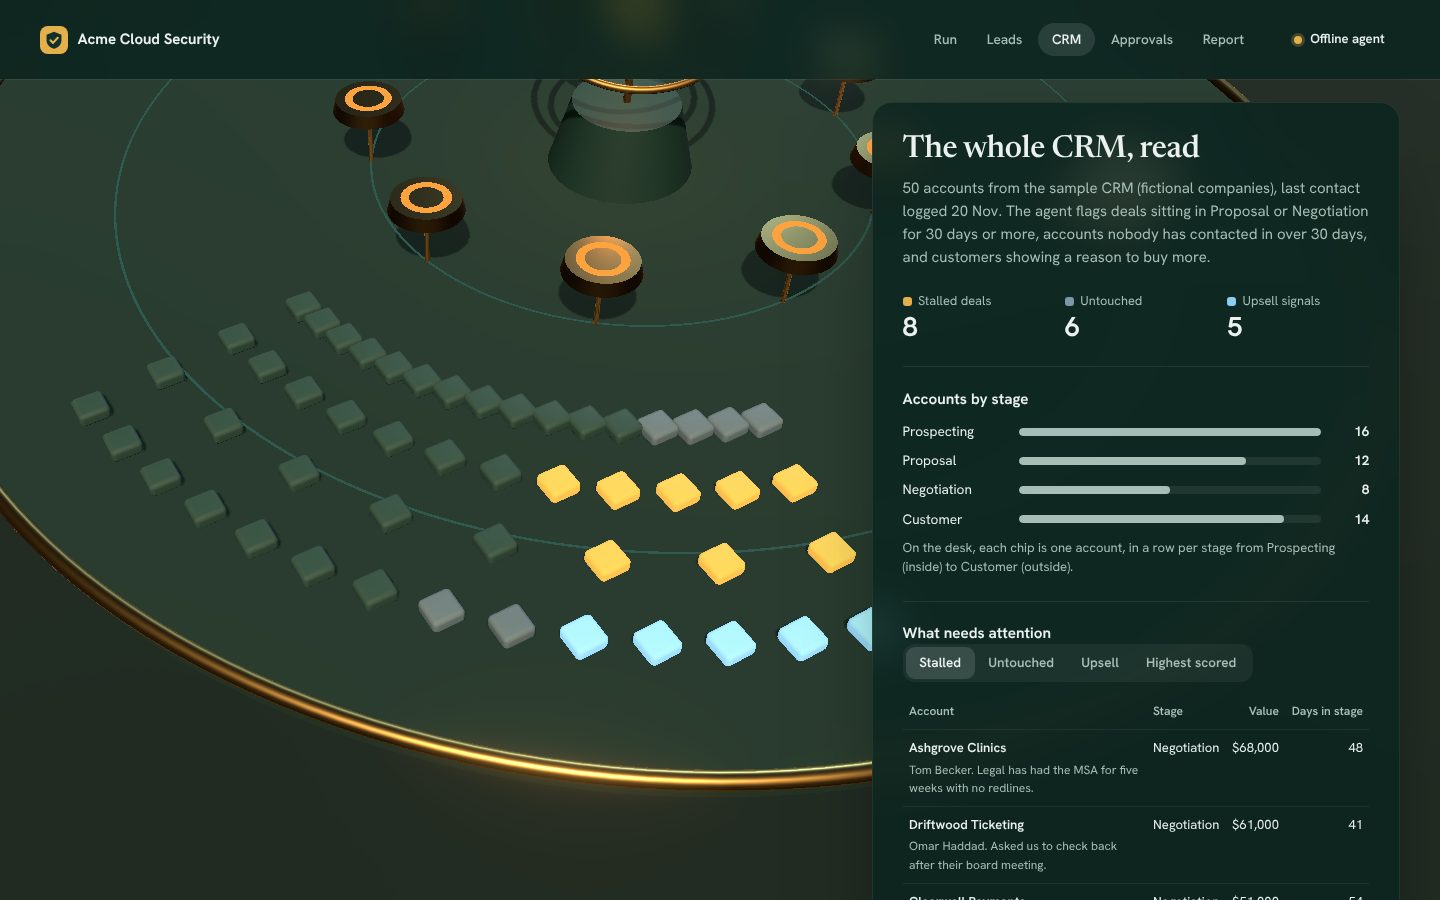 Acme Cloud Security
Run
Leads
CRM
Approvals
Report
Offline agent
The whole CRM, read
50 accounts from the sample CRM (fictional companies), last contact
logged 20 Nov. The agent flags deals sitting in Proposal or Negotiation
for 30 days or more, accounts nobody has contacted in over 30 days,
and customers showing a reason to buy more.
Stalled deals
8
Untouched
6
Upsell signals
5
Accounts by stage
Prospecting 16
Proposal 12
Negotiation 8
Customer 14
On the desk, each chip is one account, in a row per stage from Prospecting
(inside) to Customer (outside).
What needs attention
Stalled
Untouched
Upsell
Highest scored
Account Stage Value Days in stage
Ashgrove Clinics Negotiation $68,000 48
Tom Becker. Legal has had the MSA for five
weeks with no redlines.
Driftwood Ticketing Negotiation $61,000 41
Omar Haddad. Asked us to check back
after their board meeting.